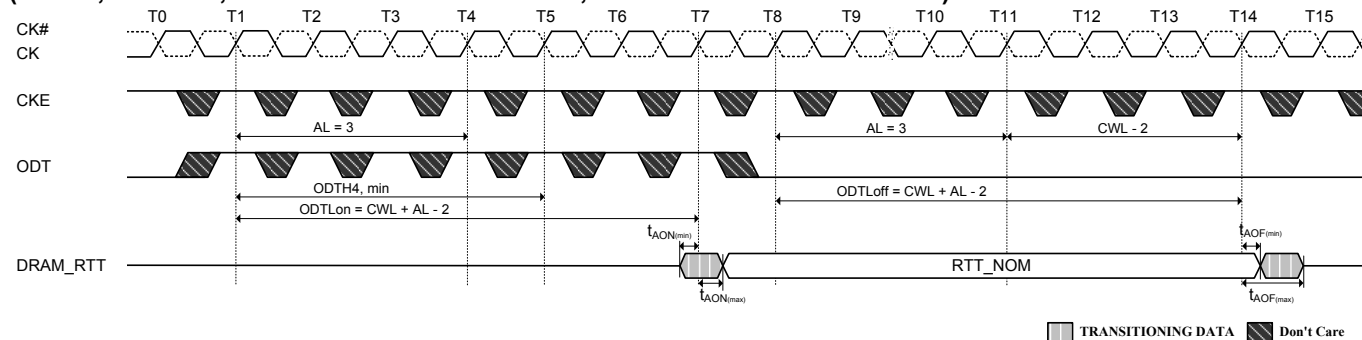 T0 T1 T2 T3 T4 T5 T6 T7 T8 T9 T10 T11 T12 T13 T14 T15
CK#
CK
CKE
AL = 3 AL = 3 CWL - 2
ODT
ODTH4, min ODTLoff = CWL + AL - 2
ODTLon = CWL + AL - 2
tAON(min) tAOF(min)
DRAM_RTT RTT_NOM
tAON(max) tAOF(max)
TRANSITIONING DATA Don't Care